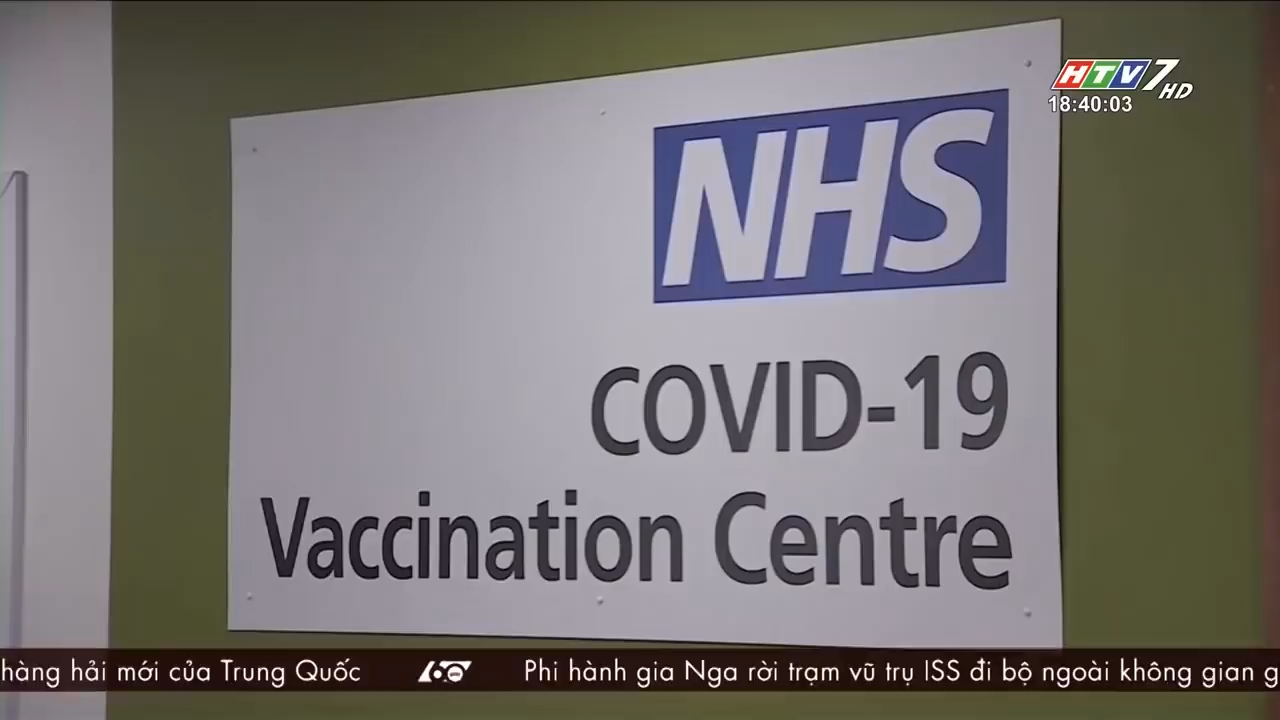 HTV7 HD
18:40:03
NHS
COVID-19
Vaccination Centre
hàng hải mới của Trung Quốc 60 Phi hành gia Nga rời trạm vũ trụ ISS đi bộ ngoài không gian g